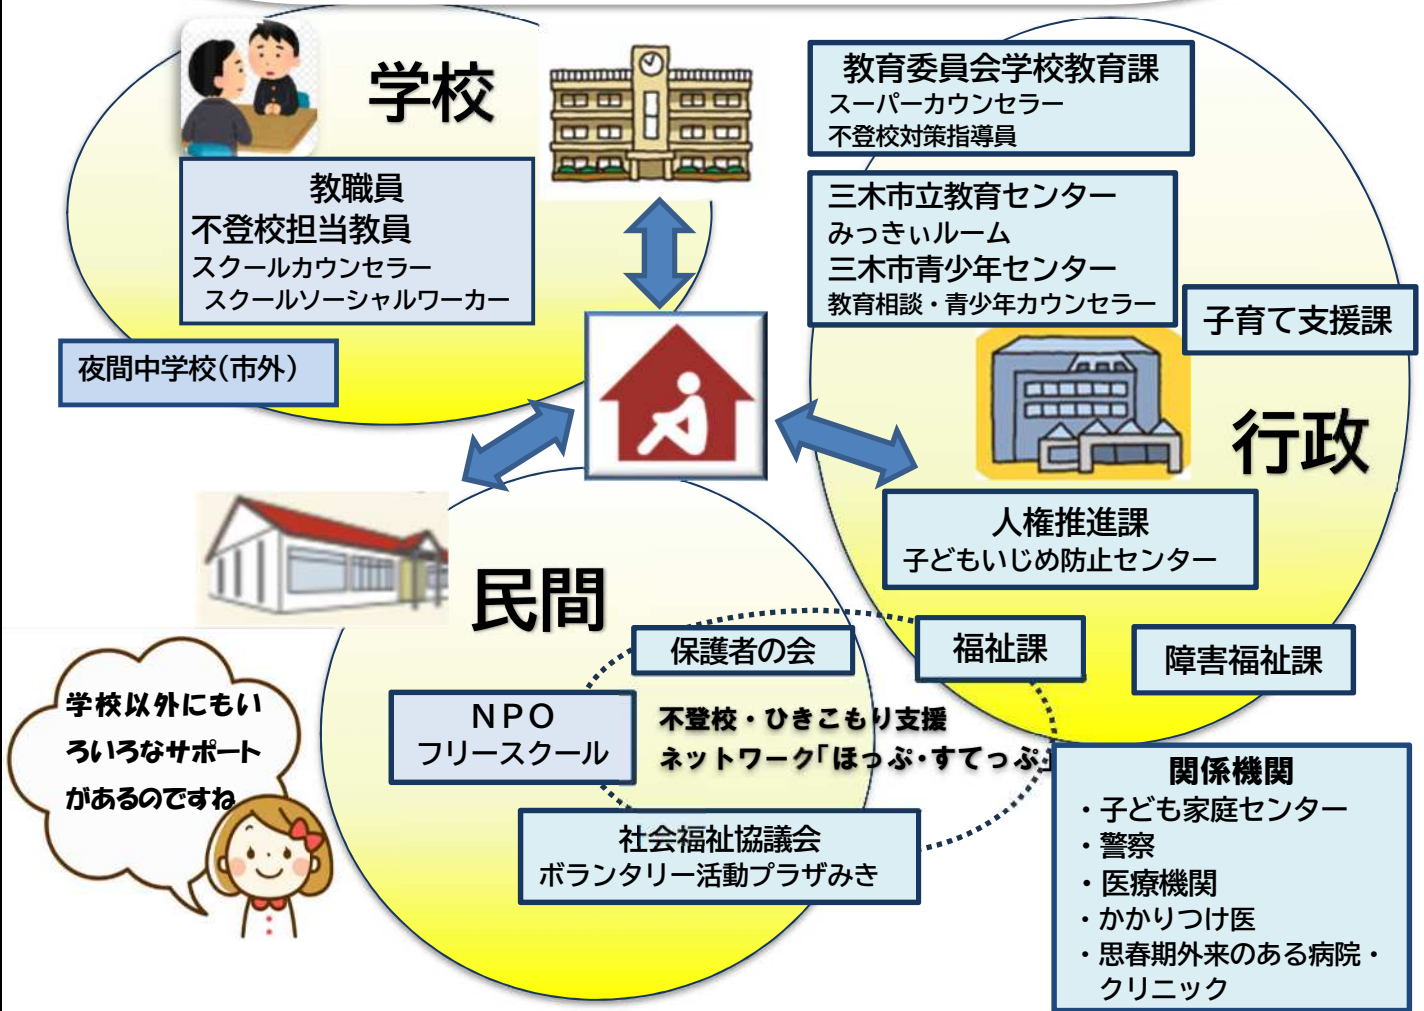 学校
教職員
不登校担当教員
スクールカウンセラー
スクールソーシャルワーカー
夜間中学校(市外)
教育委員会学校教育課
スーパーカウンセラー
不登校対策指導員
三木市立教育センター
みっきぃルーム
三木市青少年センター
教育相談・青少年カウンセラー
子育て支援課
行政
人権推進課
子どもいじめ防止センター
福祉課
障害福祉課
民間
保護者の会
NPO
フリースクール
不登校・ひきこもり支援
ネットワーク「ほっぷ・すてっぷ」
社会福祉協議会
ボランタリー活動プラザみき
関係機関
・子ども家庭センター
・警察
・医療機関
・かかりつけ医
・思春期外来のある病院・
クリニック
学校以外にもい
ろいろなサポート
があるのですね